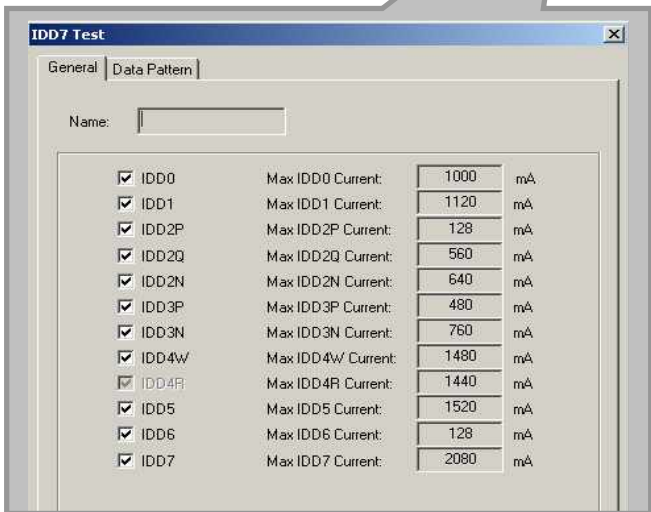 IDD7 Test
General Data Pattern
Name:
IDD0 Max IDD0 Current: 1000 mA
IDD1 Max IDD1 Current: 1120 mA
IDD2P Max IDD2P Current: 128 mA
IDD2Q Max IDD2Q Current: 560 mA
IDD2N Max IDD2N Current: 640 mA
IDD3P Max IDD3P Current: 480 mA
IDD3N Max IDD3N Current: 760 mA
IDD4W Max IDD4W Current: 1480 mA
IDD4R Max IDD4R Current: 1440 mA
IDD5 Max IDD5 Current: 1520 mA
IDD6 Max IDD6 Current: 128 mA
IDD7 Max IDD7 Current: 2080 mA